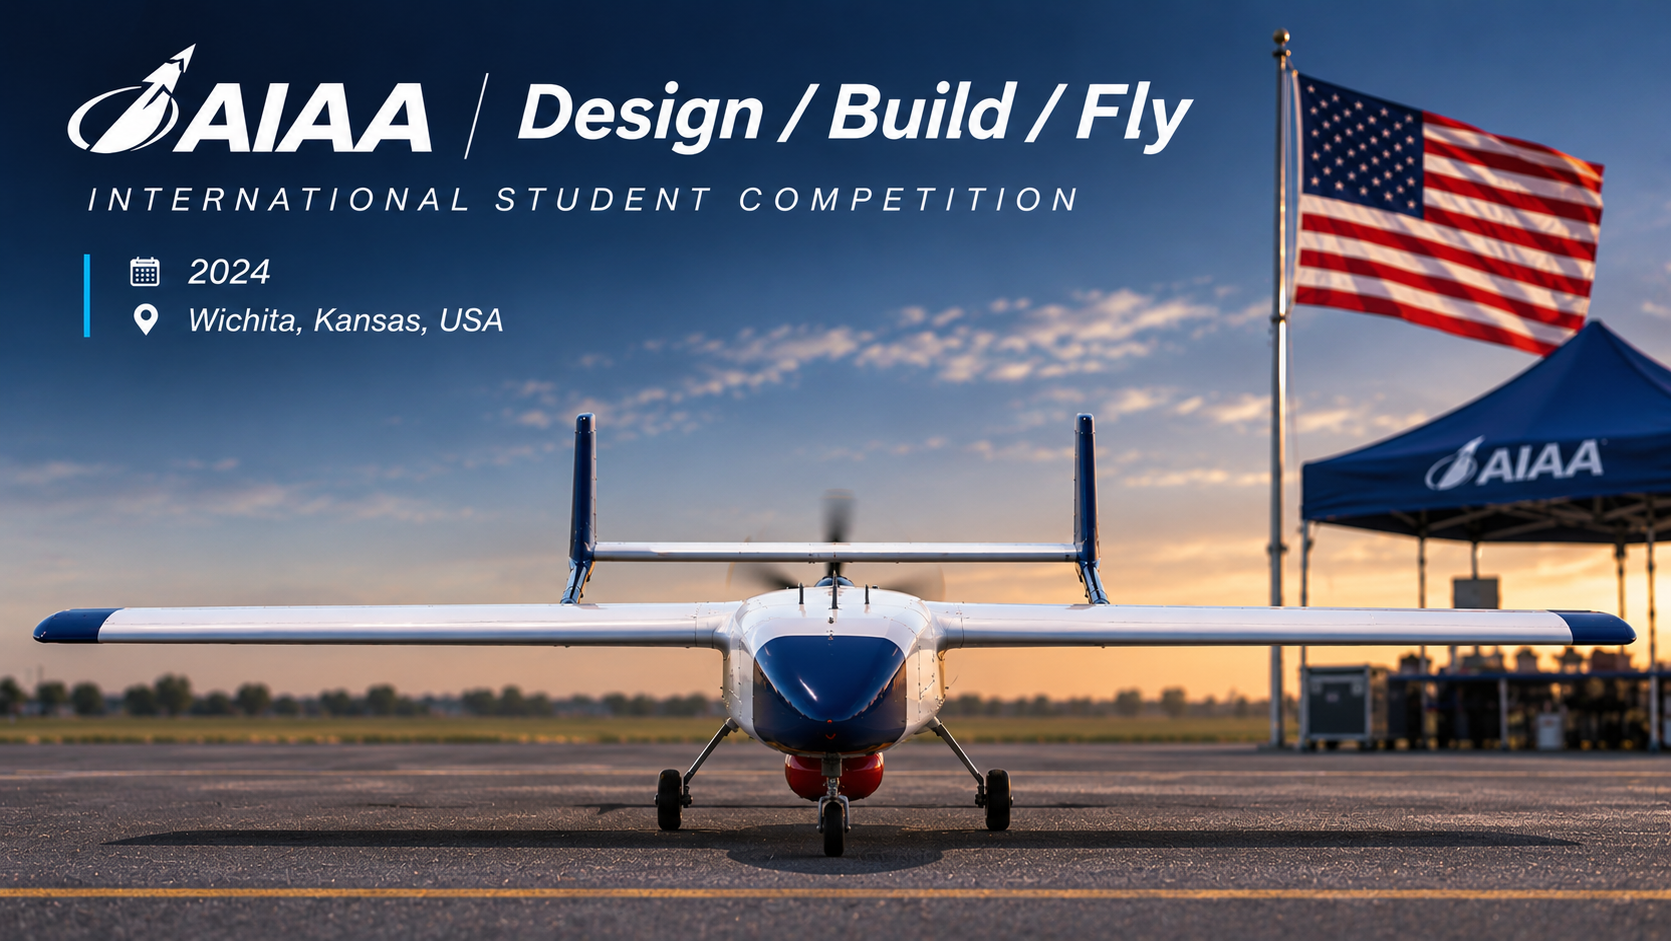 AIAA | Design / Build / Fly
INTERNATIONAL STUDENT COMPETITION
2024
Wichita, Kansas, USA
AIAA